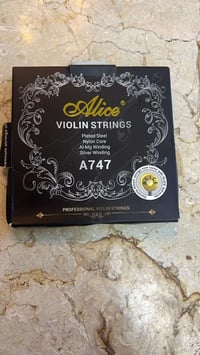 Alice®
VIOLIN STRINGS
Plated Steel
Nylon Core
Al-Mg Winding
Silver Winding
A747
PROFESSIONAL VIOLIN STRINGS